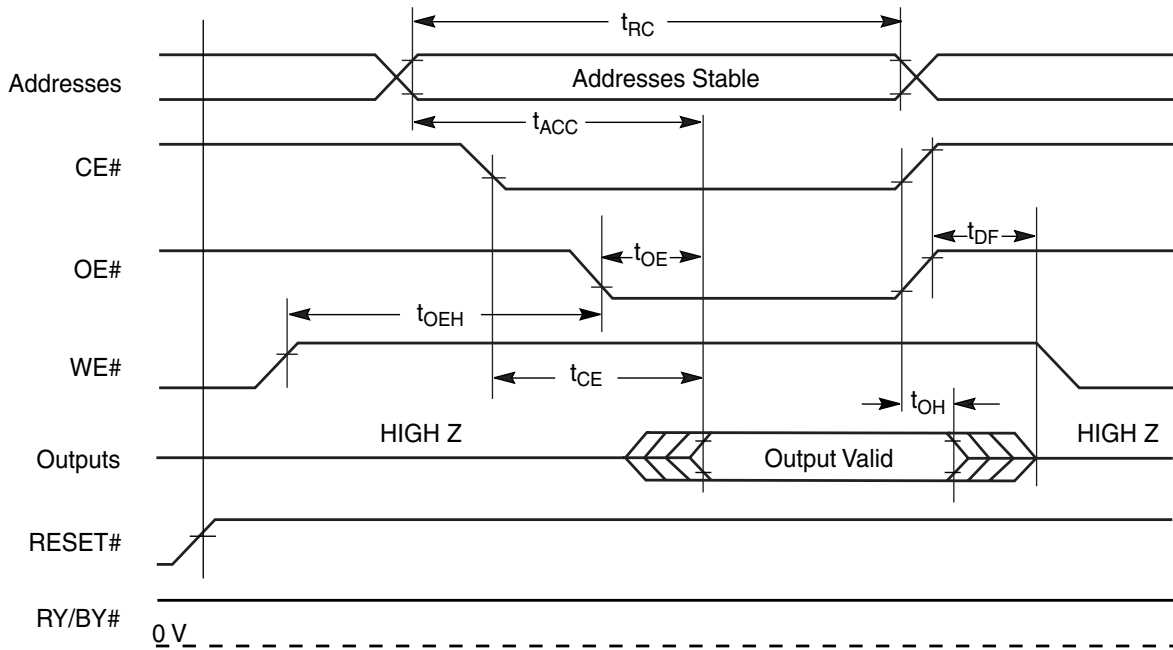 tRC
Addresses
Addresses Stable
tACC
CE#
tDF
OE#
tOE
tOEH
WE#
tCE
tOH
HIGH Z
HIGH Z
Outputs
Output Valid
RESET#
RY/BY#
0 V